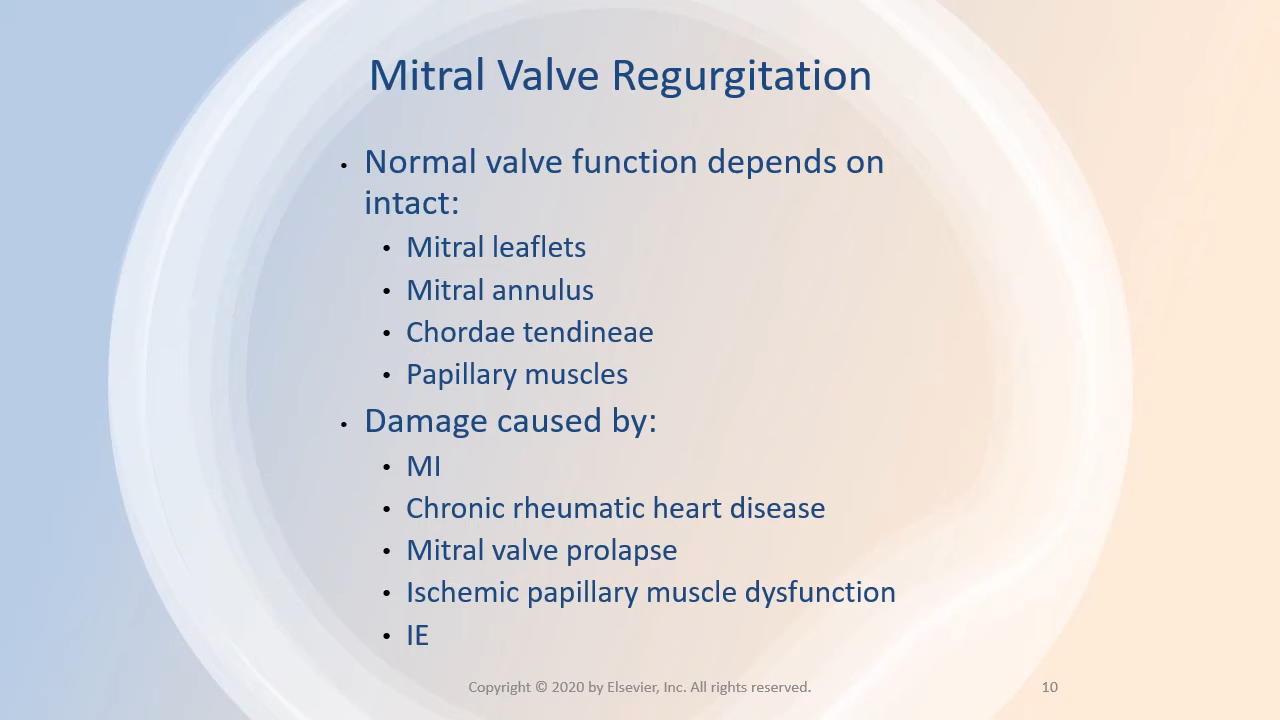 Mitral Valve Regurgitation
• Normal valve function depends on
intact:
• Mitral leaflets
• Mitral annulus
• Chordae tendineae
• Papillary muscles
• Damage caused by:
• MI
• Chronic rheumatic heart disease
• Mitral valve prolapse
• Ischemic papillary muscle dysfunction
• IE
Copyright © 2020 by Elsevier, Inc. All rights reserved.
10